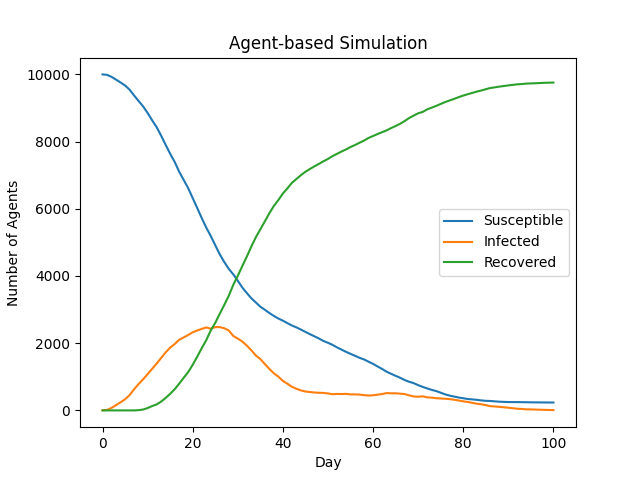 Agent-based Simulation
Number of Agents
10000
8000
6000
4000
2000
0
Susceptible
Infected
Recovered
0 20 40 60 80 100
Day